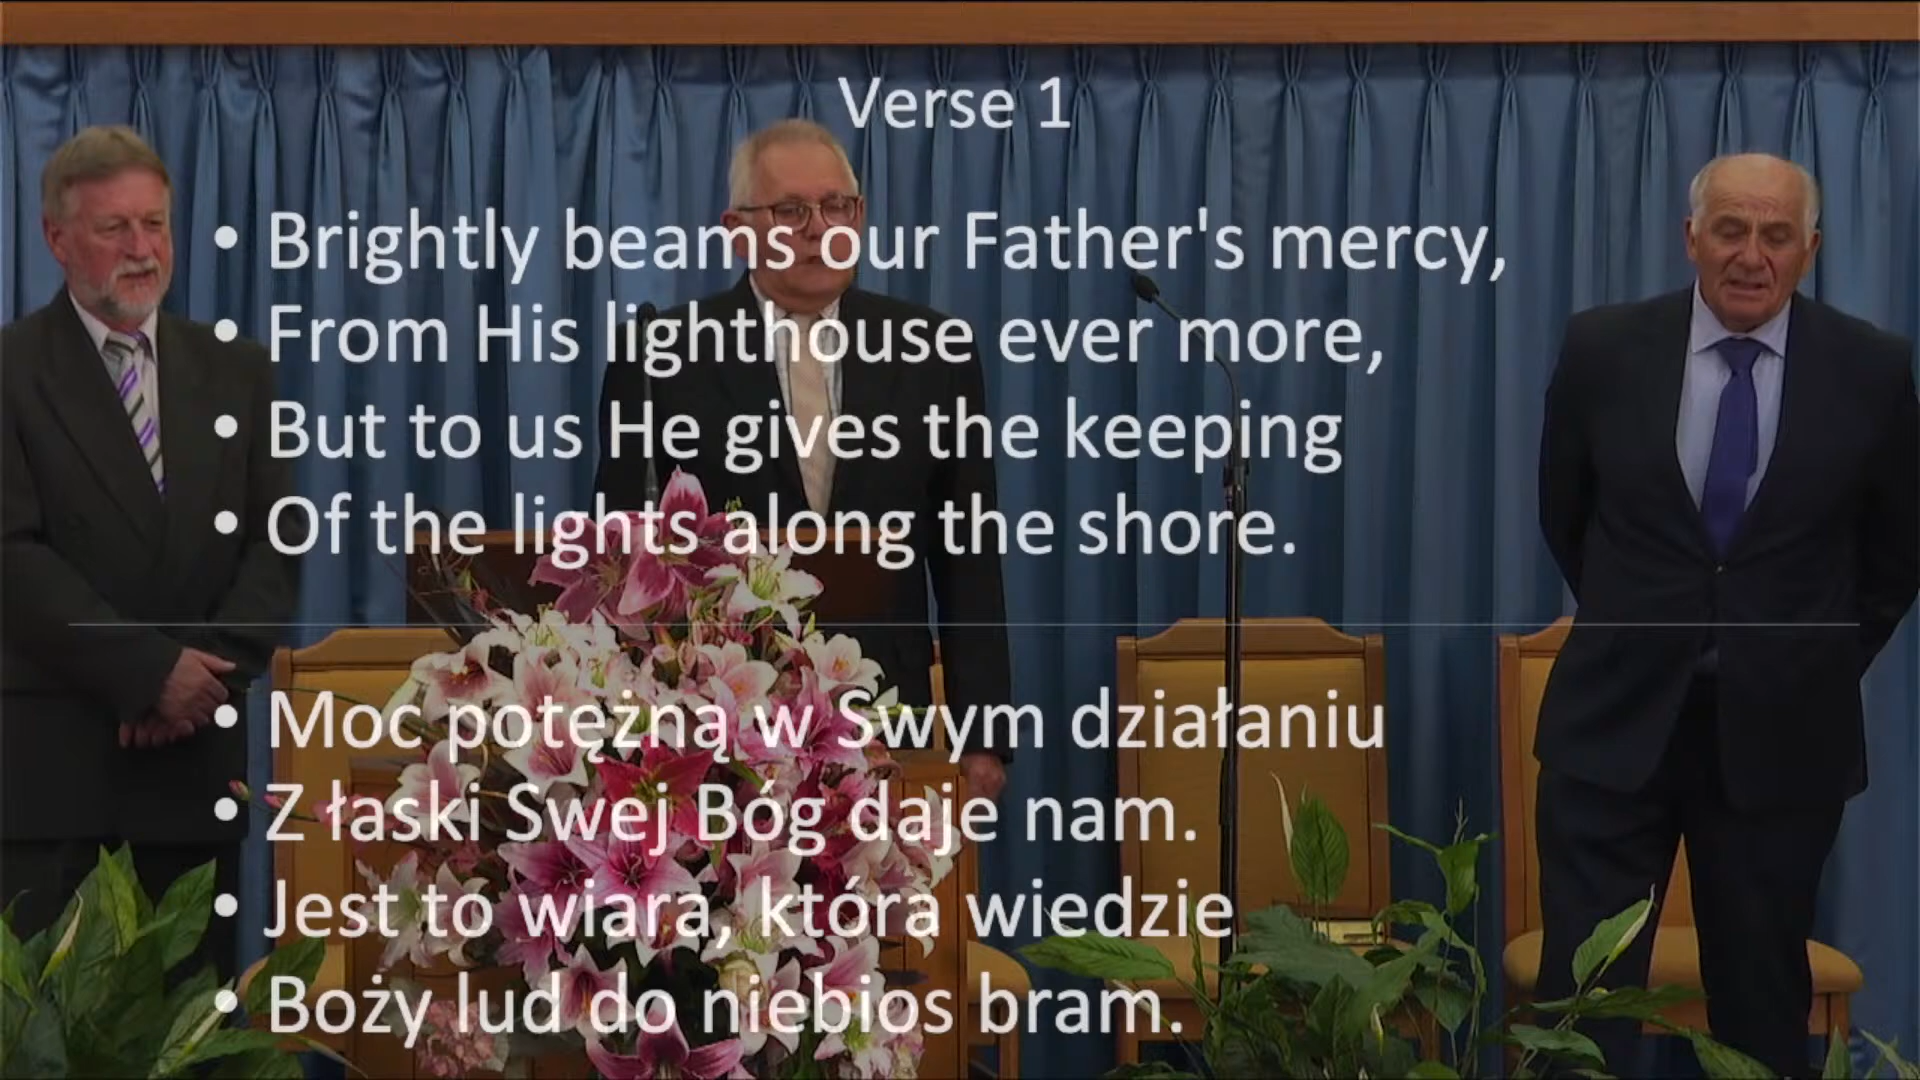 Verse 1
• Brightly beams our Father's mercy,
• From His lighthouse ever more,
• But to us He gives the keeping
• Of the lights along the shore.
• Moc potężną w Swym działaniu
• Z łaski Swej Bóg daje nam.
• Jest to wiara, która wiedzie
• Boży lud do niebios bram.